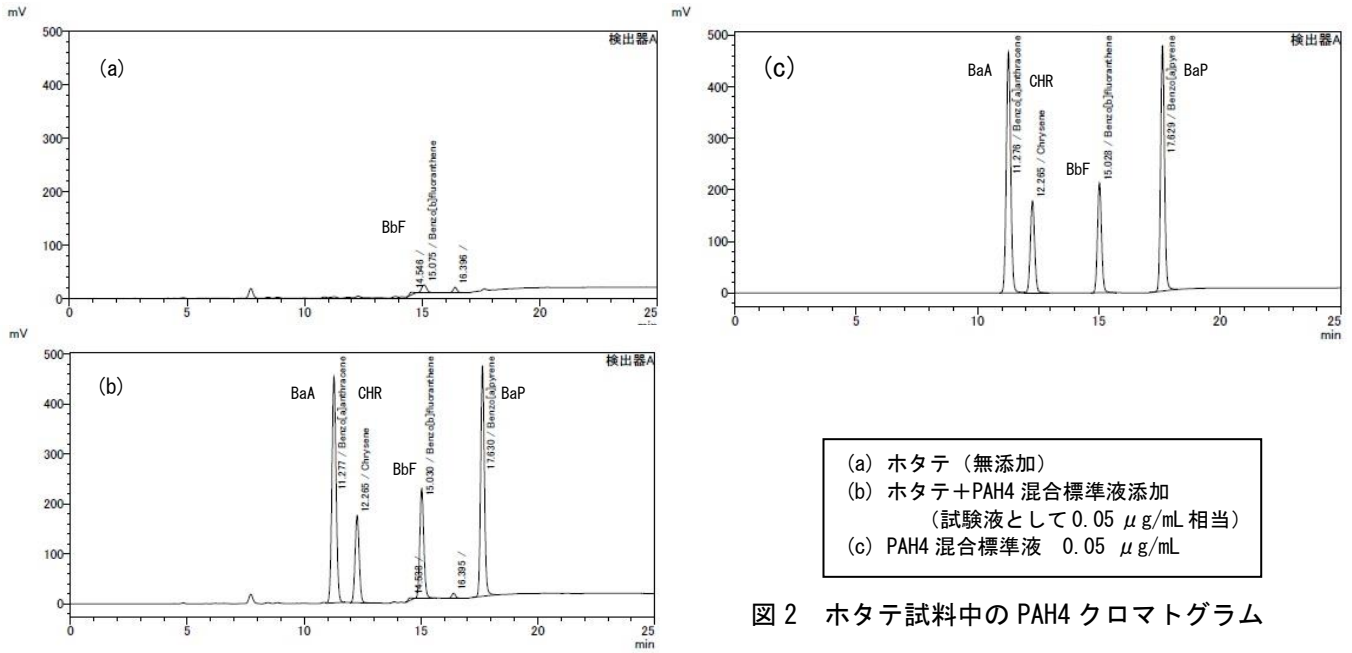 mV
500
400
300
200
100
0
(a)
検出器A
BbF
14.546 /
15.075 / Benzo[b]fluoranthene
16.396 /
0
5
10
15
20
25
min
mV
500
400
300
200
100
0
(b)
検出器A
BaA
CHR
BbF
BaP
11.277 / Benzo[a]anthracene
12.265 / Chrysene
14.538 /
15.030 / Benzo[b]fluoranthene
16.395 /
17.630 / Benzo[a]pyrene
0
5
10
15
20
25
min
mV
500
400
300
200
100
0
(c)
検出器A
BaA
CHR
BbF
BaP
11.276 / Benzo[a]anthracene
12.265 / Chrysene
15.028 / Benzo[b]fluoranthene
17.629 / Benzo[a]pyrene
0
5
10
15
20
25
min
(a) ホタテ（無添加）
(b) ホタテ＋PAH4 混合標準液添加
（試験液として 0.05 μg/mL 相当）
(c) PAH4 混合標準液　0.05 μg/mL
図 2　ホタテ試料中の PAH4 クロマトグラム